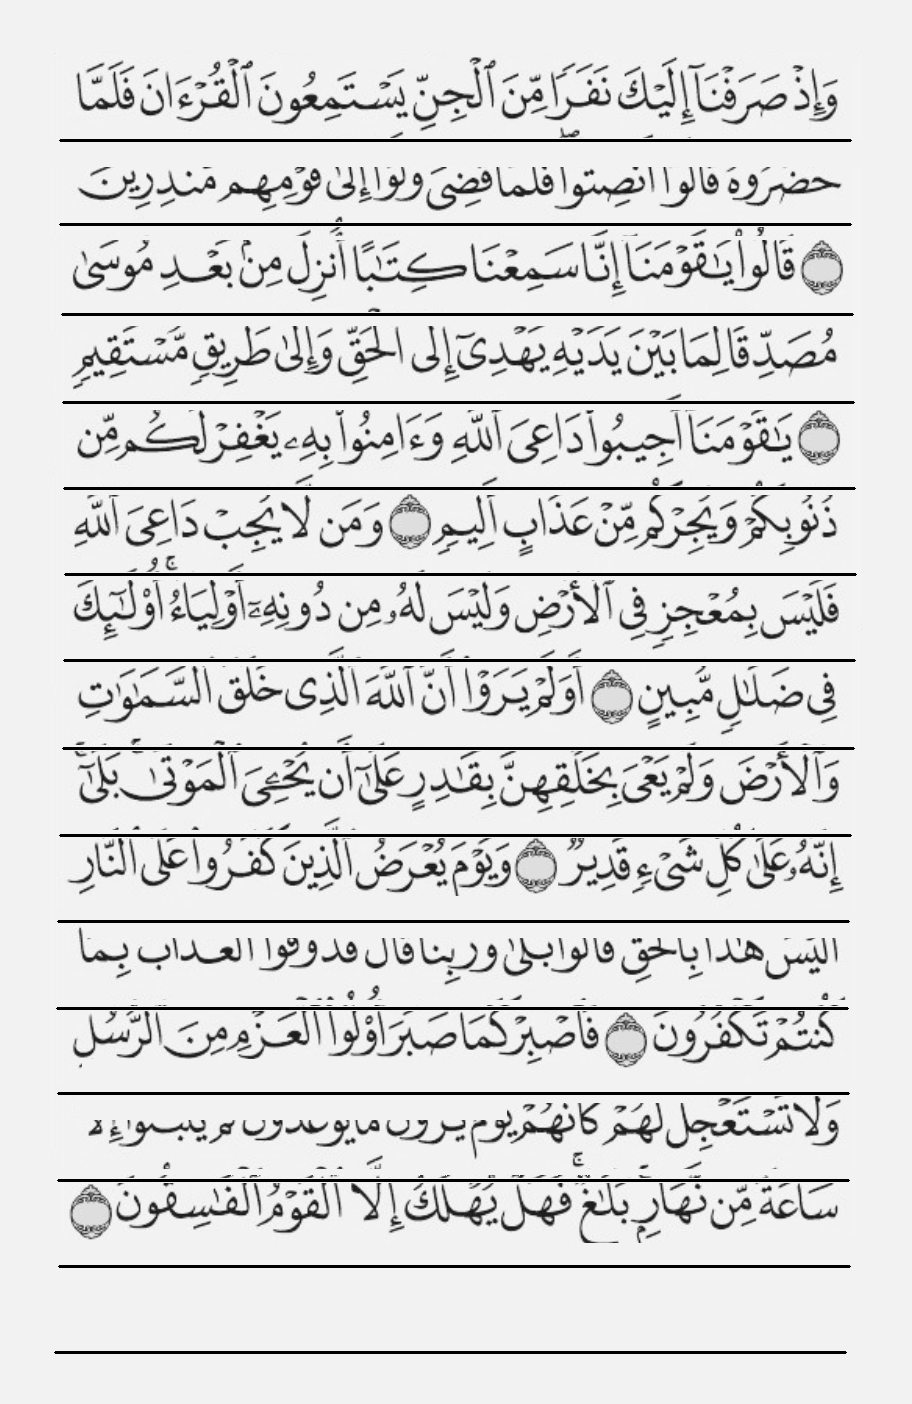 وَإِذْ صَرَفْنَآ إِلَيْكَ نَفَرًا مِّنَ ٱلْجِنِّ يَسْتَمِعُونَ ٱلْقُرْءَانَ فَلَمَّا
حَضَرُوهُ قَالُوٓا۟ أَنصِتُوا۟ فَلَمَّا قُضِىَ وَلَّوْا۟ إِلَىٰ قَوْمِهِم مُّنذِرِينَ
قَالُوا۟ يَٰقَوْمَنَآ إِنَّا سَمِعْنَا كِتَٰبًا أُنزِلَ مِنۢ بَعْدِ مُوسَىٰ
مُصَدِّقًا لِّمَا بَيْنَ يَدَيْهِ يَهْدِىٓ إِلَى ٱلْحَقِّ وَإِلَىٰ طَرِيقٍ مُّسْتَقِيمٍ
يَٰقَوْمَنَآ أَجِيبُوا۟ دَاعِىَ ٱللَّهِ وَءَامِنُوا۟ بِهِۦ يَغْفِرْ لَكُم مِّن
ذُنُوبِكُمْ وَيُجِرْكُم مِّنْ عَذَابٍ أَلِيمٍ وَمَن لَّا يُجِبْ دَاعِىَ ٱللَّهِ
فَلَيْسَ بِمُعْجِزٍ فِى ٱلْأَرْضِ وَلَيْسَ لَهُۥ مِن دُونِهِۦٓ أَوْلِيَآءُ أُو۟لَٰٓئِكَ
فِى ضَلَٰلٍ مُّبِينٍ أَوَلَمْ يَرَوْا۟ أَنَّ ٱللَّهَ ٱلَّذِى خَلَقَ ٱلسَّمَٰوَٰتِ
وَٱلْأَرْضَ وَلَمْ يَعْىَ بِخَلْقِهِنَّ بِقَٰدِرٍ عَلَىٰٓ أَن يُحْۦِىَ ٱلْمَوْتَىٰ بَلَىٰٓ
إِنَّهُۥ عَلَىٰ كُلِّ شَىْءٍ قَدِيرٌ وَيَوْمَ يُعْرَضُ ٱلَّذِينَ كَفَرُوا۟ عَلَى ٱلنَّارِ
أَلَيْسَ هَٰذَا بِٱلْحَقِّ قَالُوا۟ بَلَىٰ وَرَبِّنَا قَالَ فَذُوقُوا۟ ٱلْعَذَابَ بِمَا
كُنتُمْ تَكْفُرُونَ فَٱصْبِرْ كَمَا صَبَرَ أُو۟لُوا۟ ٱلْعَزْمِ مِنَ ٱلرُّسُلِ
وَلَا تَسْتَعْجِل لَّهُمْ كَأَنَّهُمْ يَوْمَ يَرَوْنَ مَا يُوعَدُونَ لَمْ يَلْبَثُوٓا۟ إِلَّا
سَاعَةً مِّن نَّهَارٍۭ بَلَٰغٌ فَهَلْ يُهْلَكُ إِلَّا ٱلْقَوْمُ ٱلْفَٰسِقُونَ